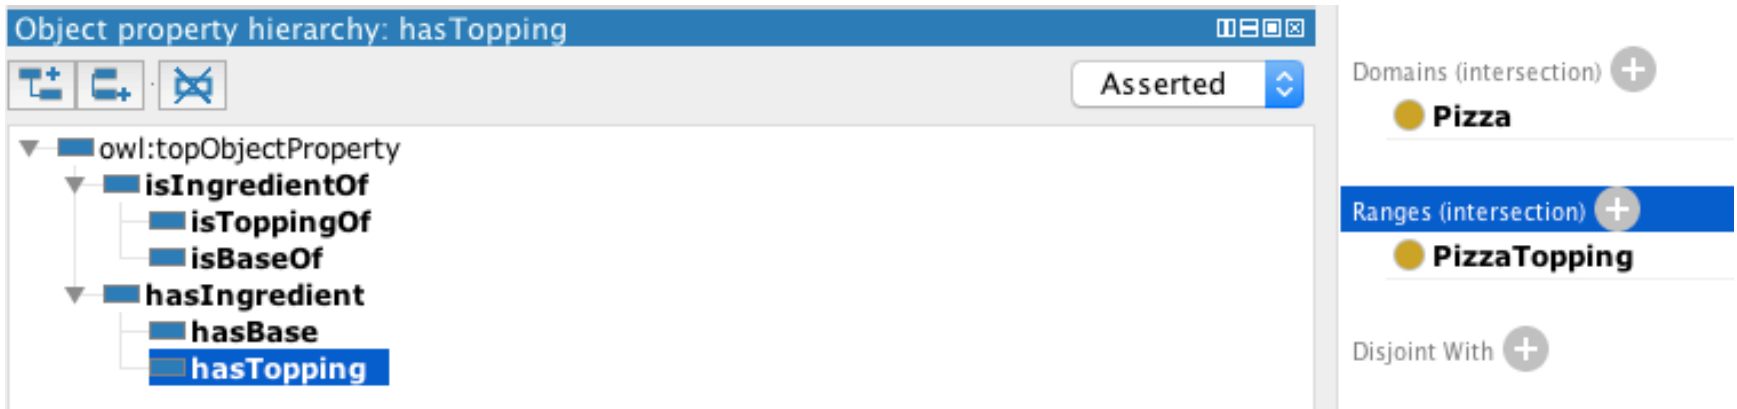 Object property hierarchy: hasTopping
Asserted
owl:topObjectProperty
isIngredientOf
isToppingOf
isBaseOf
hasIngredient
hasBase
hasTopping
Domains (intersection)
Pizza
Ranges (intersection)
PizzaTopping
Disjoint With